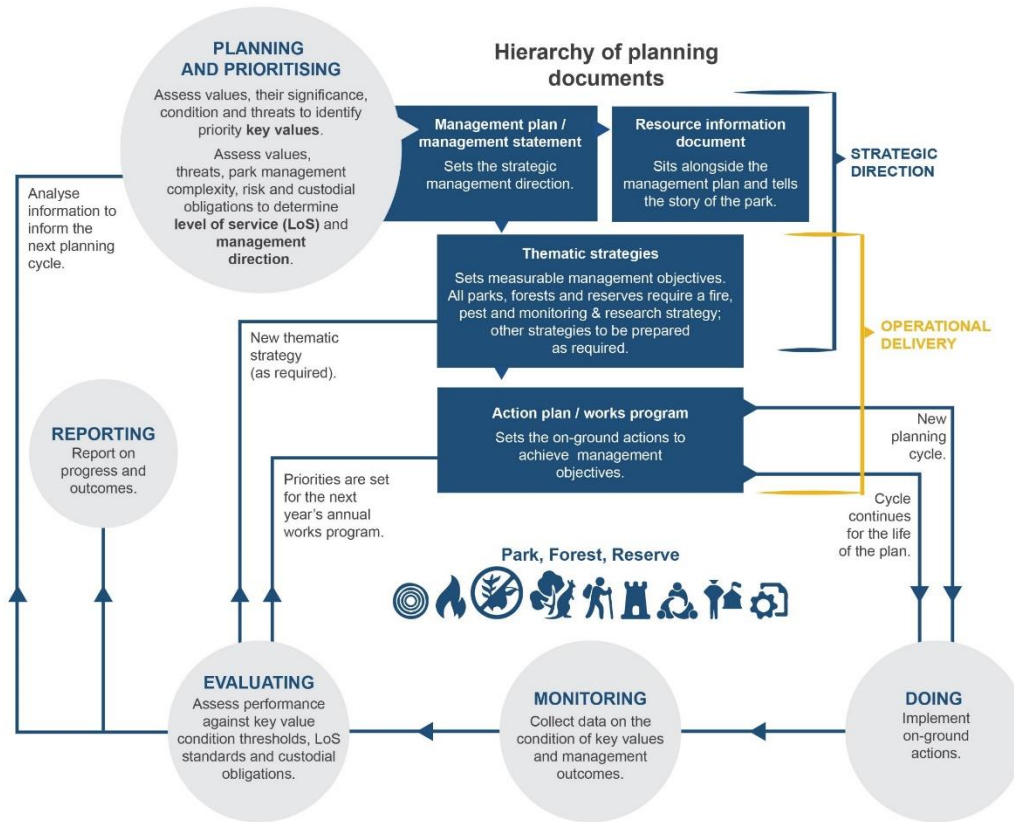 PLANNING
AND PRIORITISING
Assess values, their significance,
condition and threats to identify
priority key values.
Assess values,
threats, park management
complexity, risk and custodial
obligations to determine
level of service (LoS) and
management
direction.
Hierarchy of planning
documents
Management plan /
management statement
Sets the strategic
management direction.
Resource information
document
Sits alongside the
management plan and tells
the story of the park.
STRATEGIC
DIRECTION
Analyse
information to
inform the
next planning
cycle.
Thematic strategies
Sets measurable management objectives.
All parks, forests and reserves require a fire,
pest and monitoring & research strategy;
other strategies to be prepared
as required.
OPERATIONAL
DELIVERY
New thematic
strategy
(as required).
Action plan / works program
Sets the on-ground actions to
achieve management
objectives.
New
planning
cycle.
REPORTING
Report on
progress and
outcomes.
Priorities are set
for the next
year's annual
works program.
Cycle
continues
for the life
of the plan.
Park, Forest, Reserve
EVALUATING
Assess performance
against key value
condition thresholds, LoS
standards and custodial
obligations.
MONITORING
Collect data on the
condition of key values
and management
outcomes.
DOING
Implement
on-ground
actions.